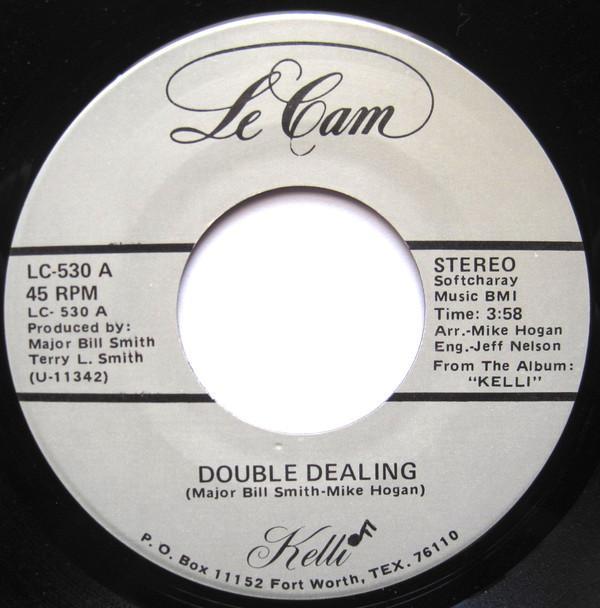 Le Cam
LC-530 A
45 RPM
LC- 530 A
Produced by:
Major Bill Smith
Terry L. Smith
(U-11342)
STEREO
Softcharay
Music BMI
Time: 3:58
Arr.-Mike Hogan
Eng.-Jeff Nelson
From The Album:
"KELLI"
DOUBLE DEALING
(Major Bill Smith-Mike Hogan)
Kelli
P. O. Box 11152 Fort Worth, TEX. 76110